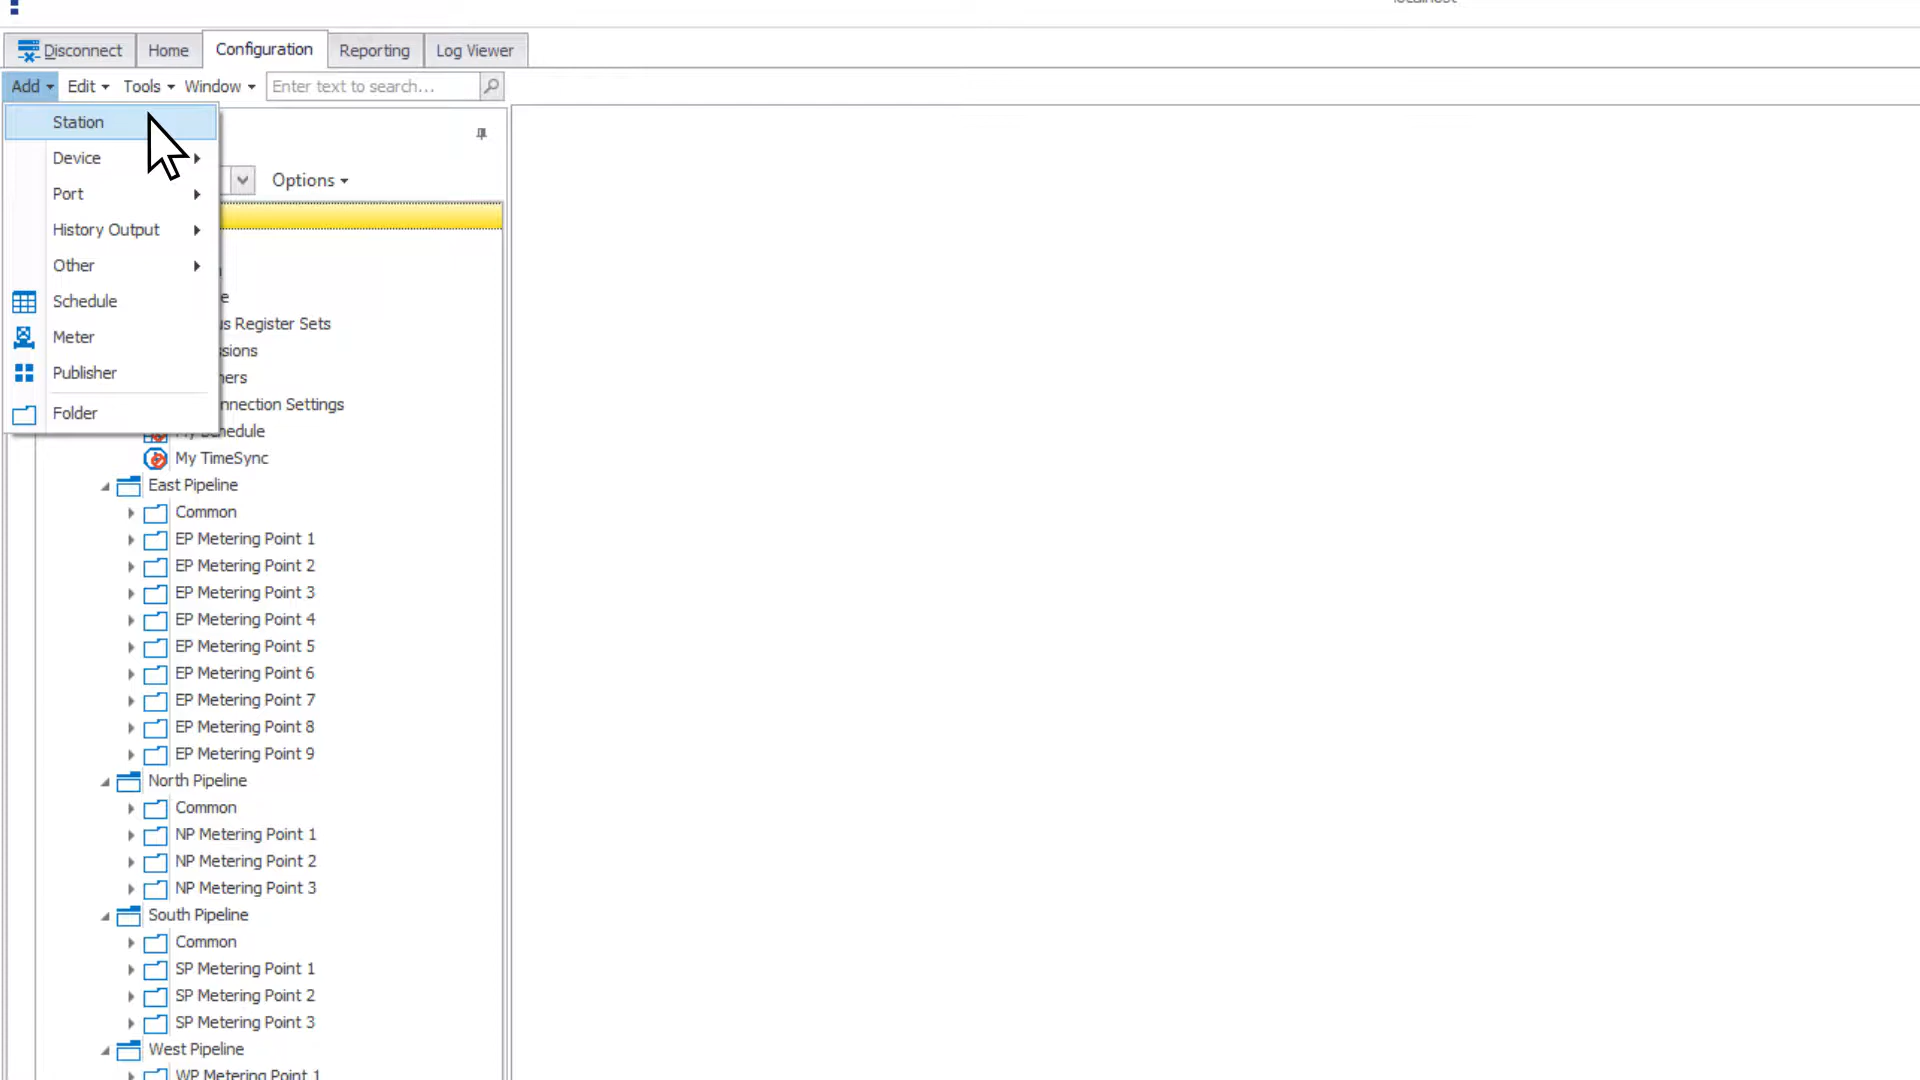 Disconnect Home Configuration Reporting Log Viewer
Add Edit Tools Window Enter text to search...
Station
Device
Options
Port
History Output
Other
Schedule
Meter
us Register Sets
Publisher
Folder
nnection Settings
My Schedule
My TimeSync
East Pipeline
Common
EP Metering Point 1
EP Metering Point 2
EP Metering Point 3
EP Metering Point 4
EP Metering Point 5
EP Metering Point 6
EP Metering Point 7
EP Metering Point 8
EP Metering Point 9
North Pipeline
Common
NP Metering Point 1
NP Metering Point 2
NP Metering Point 3
South Pipeline
Common
SP Metering Point 1
SP Metering Point 2
SP Metering Point 3
West Pipeline
WP Metering Point 1